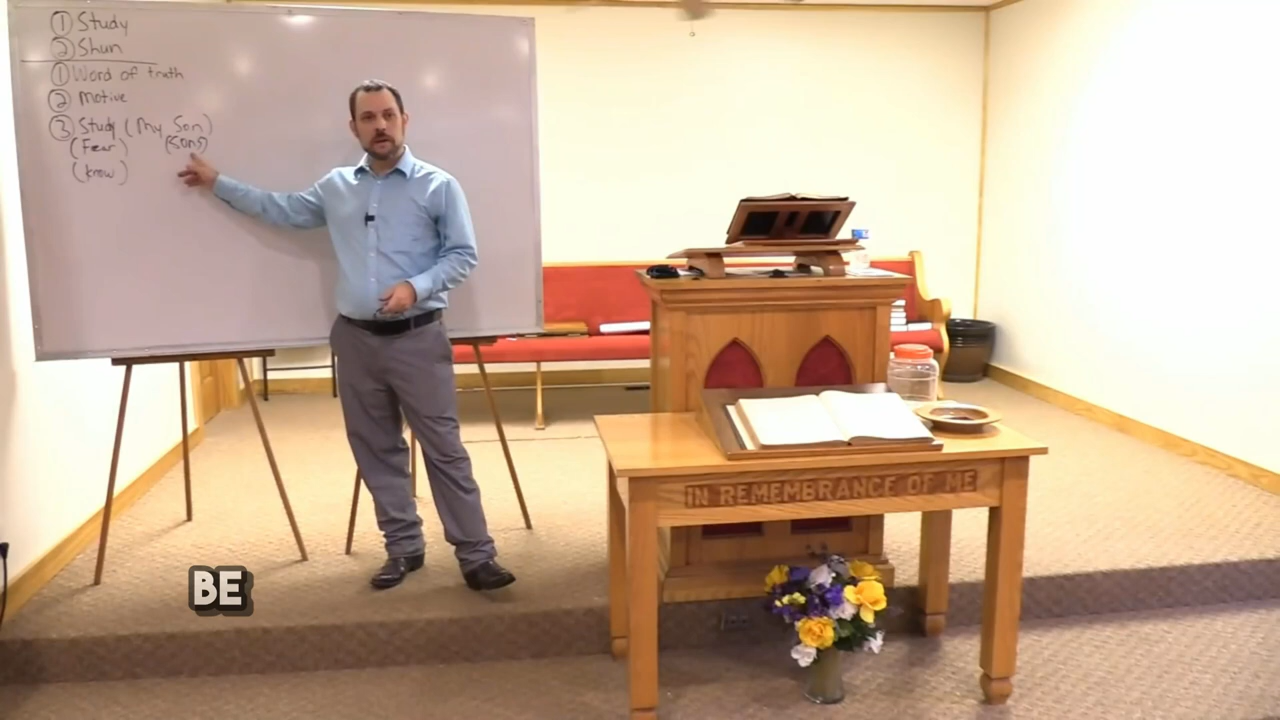 ① Study
② Shun
① Word of truth
② Motive
③ Study (My Son)
(Fear) (Sons)
(know)
IN REMEMBRANCE OF ME
BE